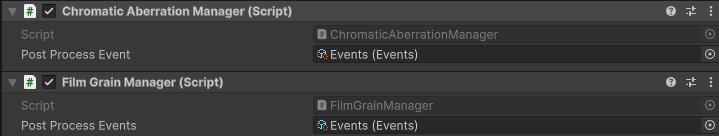 Chromatic Aberration Manager (Script)
Script ChromaticAberrationManager
Post Process Event Events (Events)
Film Grain Manager (Script)
Script FilmGrainManager
Post Process Events Events (Events)